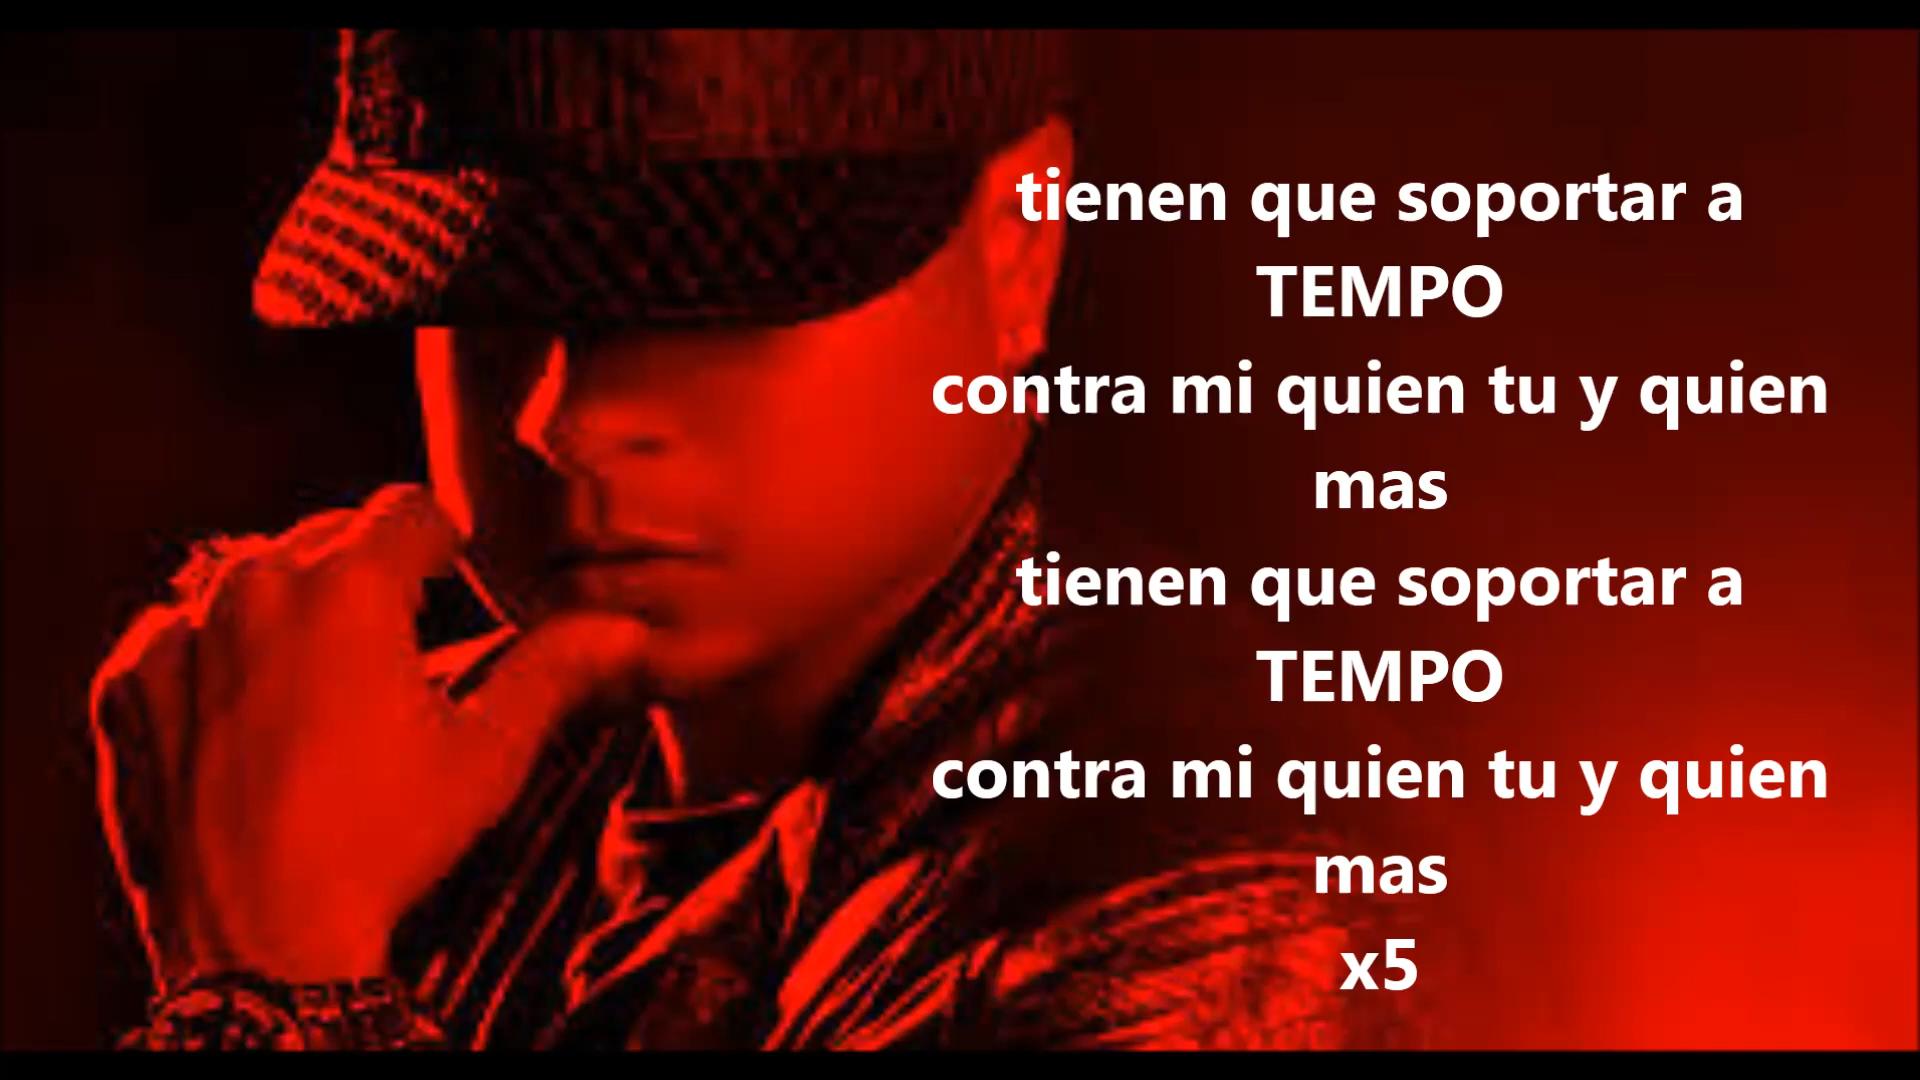 tienen que soportar a
TEMPO
contra mi quien tu y quien
mas
tienen que soportar a
TEMPO
contra mi quien tu y quien
mas
x5